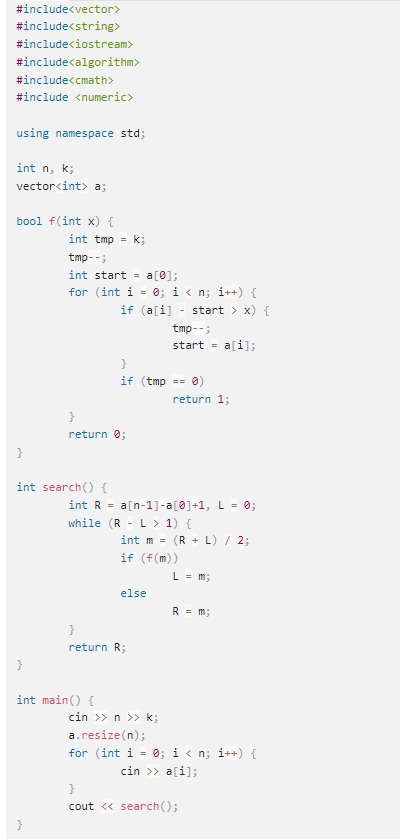 #include<vector>
#include<string>
#include<iostream>
#include<algorithm>
#include<cmath>
#include <numeric>

using namespace std;

int n, k;
vector<int> a;

bool f(int x) {
        int tmp = k;
        tmp--;
        int start = a[0];
        for (int i = 0; i < n; i++) {
                if (a[i] - start > x) {
                        tmp--;
                        start = a[i];
                }
                if (tmp == 0)
                        return 1;
        }
        return 0;
}

int search() {
        int R = a[n-1]-a[0]+1, L = 0;
        while (R - L > 1) {
                int m = (R + L) / 2;
                if (f(m))
                        L = m;
                else
                        R = m;
        }
        return R;
}

int main() {
        cin >> n >> k;
        a.resize(n);
        for (int i = 0; i < n; i++) {
                cin >> a[i];
        }
        cout << search();
}